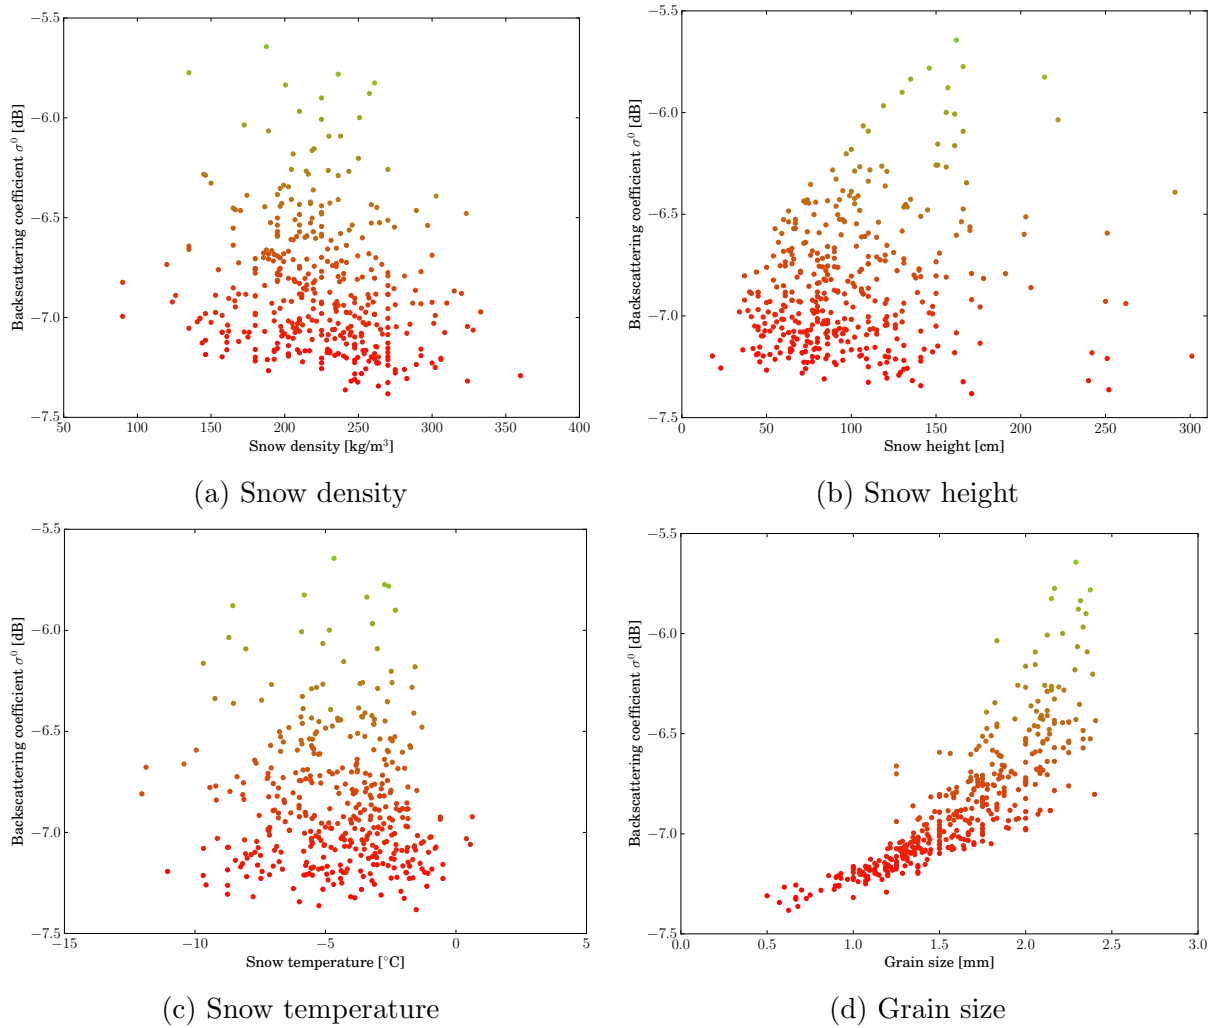 −5.5
−6.0
−6.5
−7.0
−7.5
Backscattering coefficient σ⁰ [dB]
50 100 150 200 250 300 350 400
Snow density [kg/m³]
(a) Snow density
−5.5
−6.0
−6.5
−7.0
−7.5
Backscattering coefficient σ⁰ [dB]
0 50 100 150 200 250 300
Snow height [cm]
(b) Snow height
−5.5
−6.0
−6.5
−7.0
−7.5
Backscattering coefficient σ⁰ [dB]
−15 −10 −5 0 5
Snow temperature [°C]
(c) Snow temperature
−5.5
−6.0
−6.5
−7.0
−7.5
Backscattering coefficient σ⁰ [dB]
0.0 0.5 1.0 1.5 2.0 2.5 3.0
Grain size [mm]
(d) Grain size